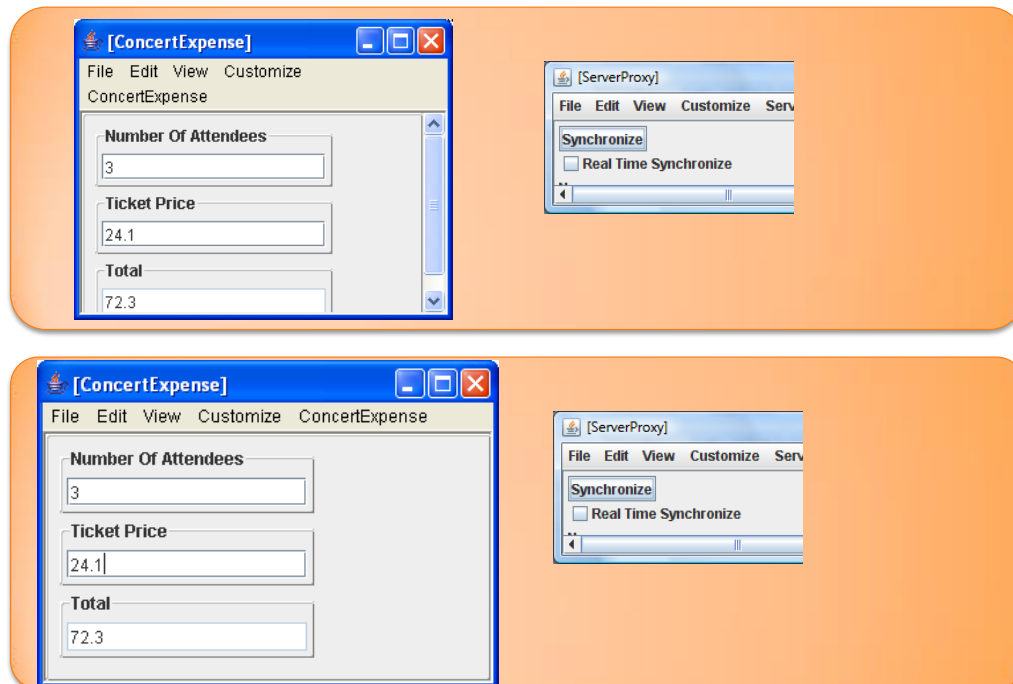 [ConcertExpense]
File Edit View Customize
ConcertExpense
Number Of Attendees
3
Ticket Price
24.1
Total
72.3
[ServerProxy]
File Edit View Customize Serv
Synchronize
Real Time Synchronize
[ConcertExpense]
File Edit View Customize ConcertExpense
Number Of Attendees
3
Ticket Price
24.1
Total
72.3
[ServerProxy]
File Edit View Customize Serv
Synchronize
Real Time Synchronize